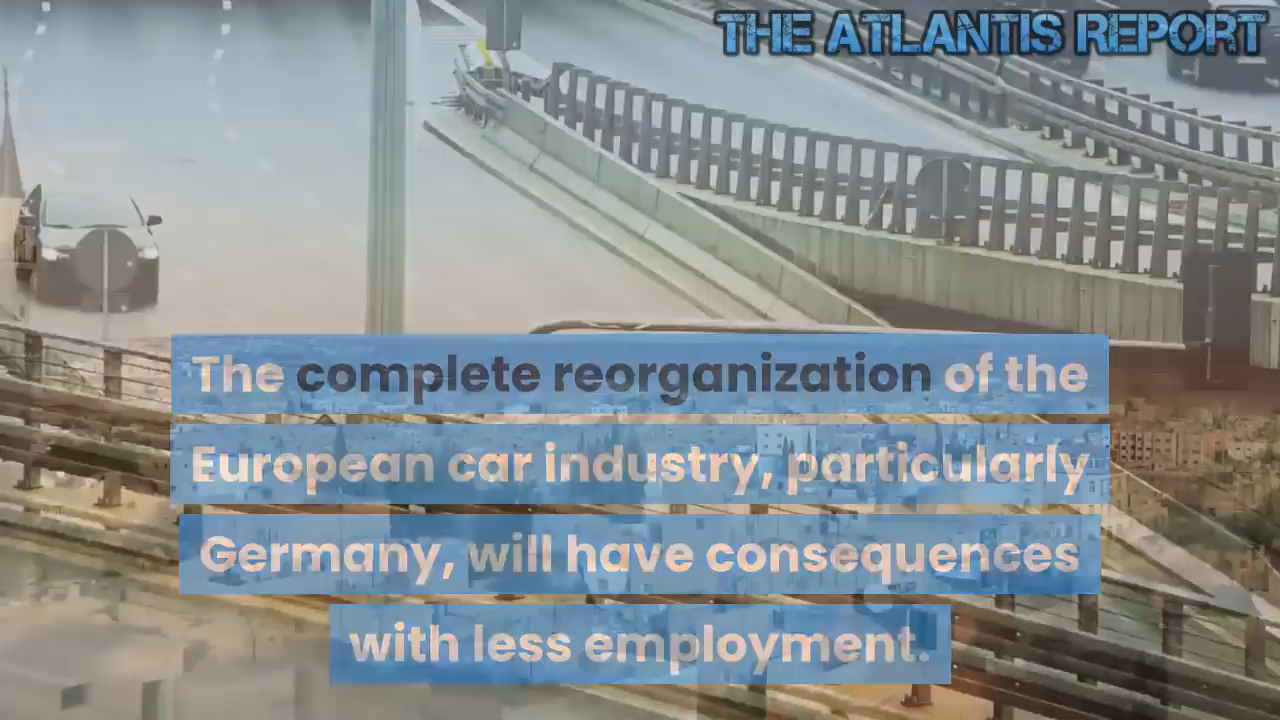 THE ATLANTIS REPORT
The complete reorganization of the
European car industry, particularly
Germany, will have consequences
with less employment.